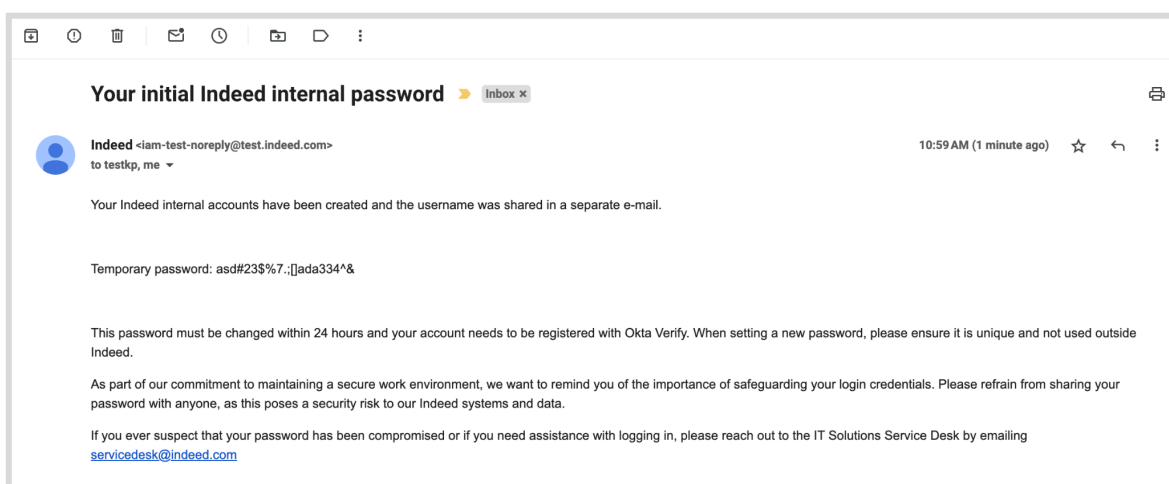 Your initial Indeed internal password
Inbox ×
Indeed <iam-test-noreply@test.indeed.com>
10:59 AM (1 minute ago)
to testkp, me
Your Indeed internal accounts have been created and the username was shared in a separate e-mail.
Temporary password: asd#23$%7.;[]ada334^&
This password must be changed within 24 hours and your account needs to be registered with Okta Verify. When setting a new password, please ensure it is unique and not used outside
Indeed.
As part of our commitment to maintaining a secure work environment, we want to remind you of the importance of safeguarding your login credentials. Please refrain from sharing your
password with anyone, as this poses a security risk to our Indeed systems and data.
If you ever suspect that your password has been compromised or if you need assistance with logging in, please reach out to the IT Solutions Service Desk by emailing
servicedesk@indeed.com